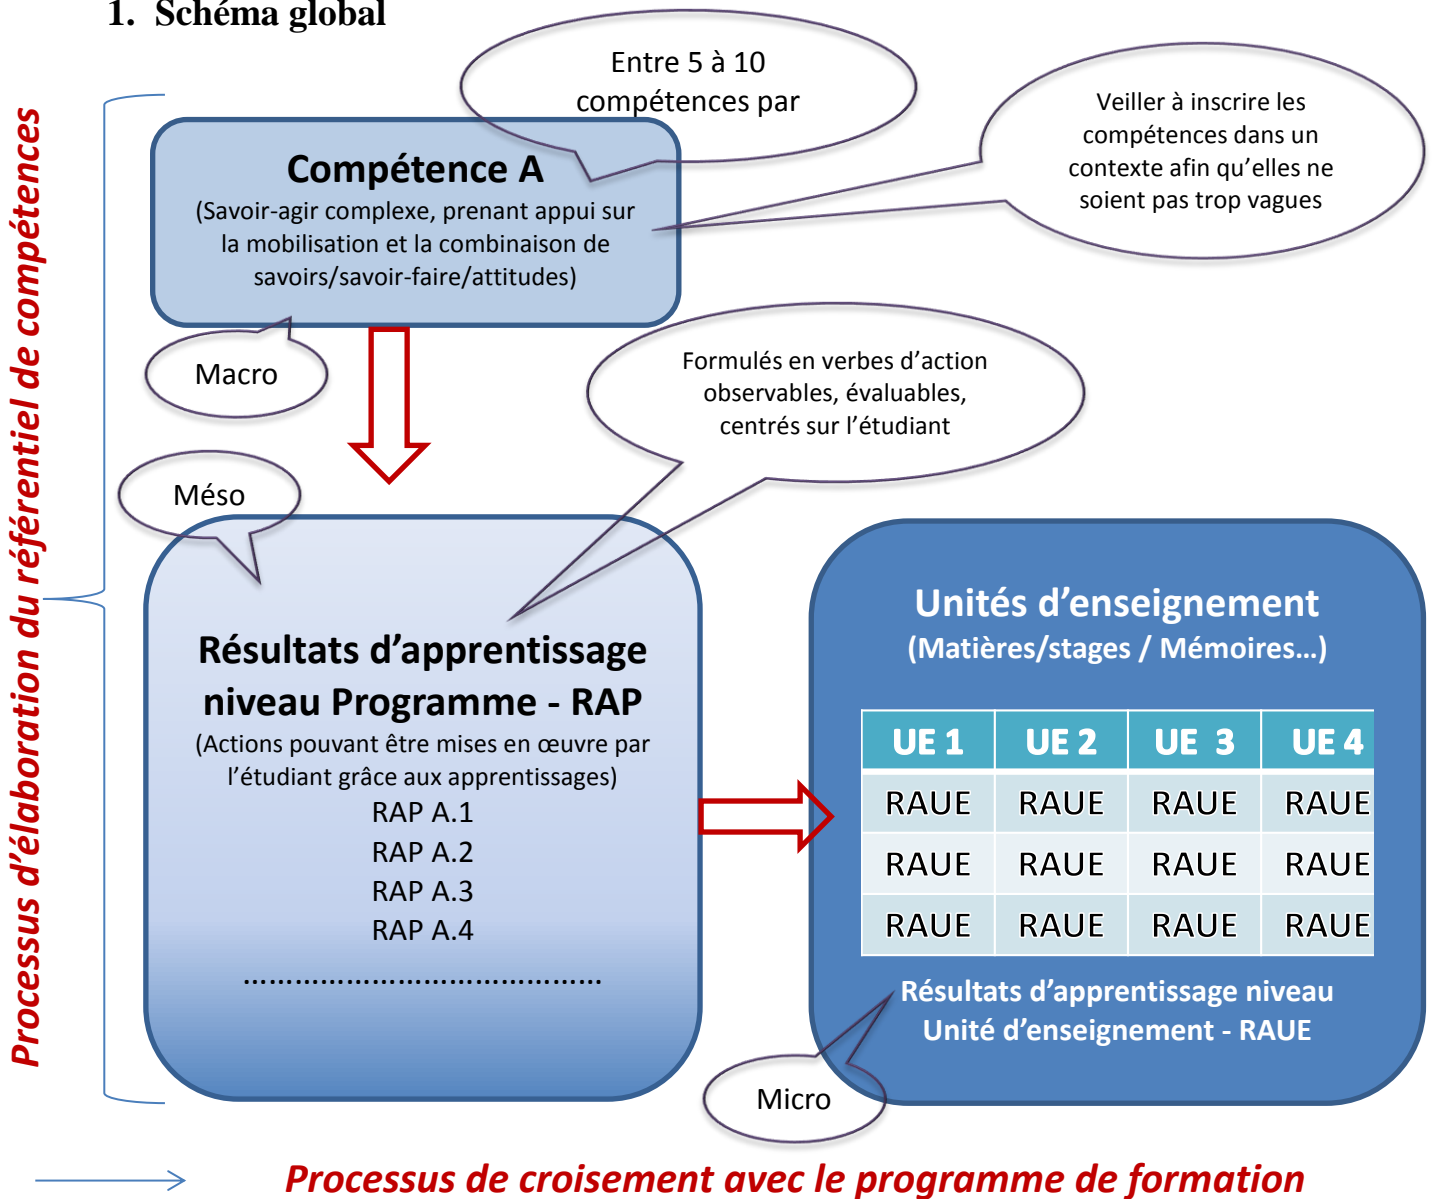 1. Schéma global
Entre 5 à 10
compétences par
Veiller à inscrire les
compétences dans un
contexte afin qu’elles ne
soient pas trop vagues
Processus d’élaboration du référentiel de compétences
Compétence A
(Savoir-agir complexe, prenant appui sur
la mobilisation et la combinaison de
savoirs/savoir-faire/attitudes)
Macro
Formulés en verbes d’action
observables, évaluables,
centrés sur l’étudiant
Méso
Résultats d’apprentissage
niveau Programme - RAP
(Actions pouvant être mises en œuvre par
l’étudiant grâce aux apprentissages)
RAP A.1
RAP A.2
RAP A.3
RAP A.4
……………………………………
Unités d’enseignement
(Matières/stages / Mémoires…)
UE 1 UE 2 UE 3 UE 4
RAUE RAUE RAUE RAUE
RAUE RAUE RAUE RAUE
RAUE RAUE RAUE RAUE
Résultats d’apprentissage niveau
Unité d’enseignement - RAUE
Micro
Processus de croisement avec le programme de formation